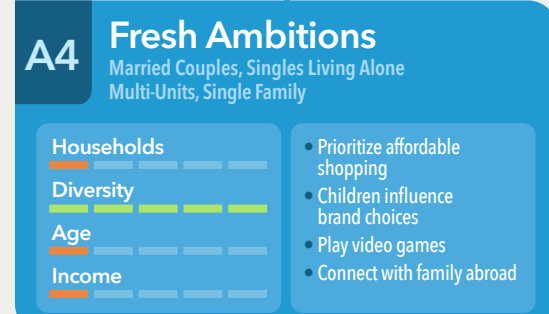 A4
Fresh Ambitions
Married Couples, Singles Living Alone
Multi-Units, Single Family
Households
Diversity
Age
Income
• Prioritize affordable
shopping
• Children influence
brand choices
• Play video games
• Connect with family abroad